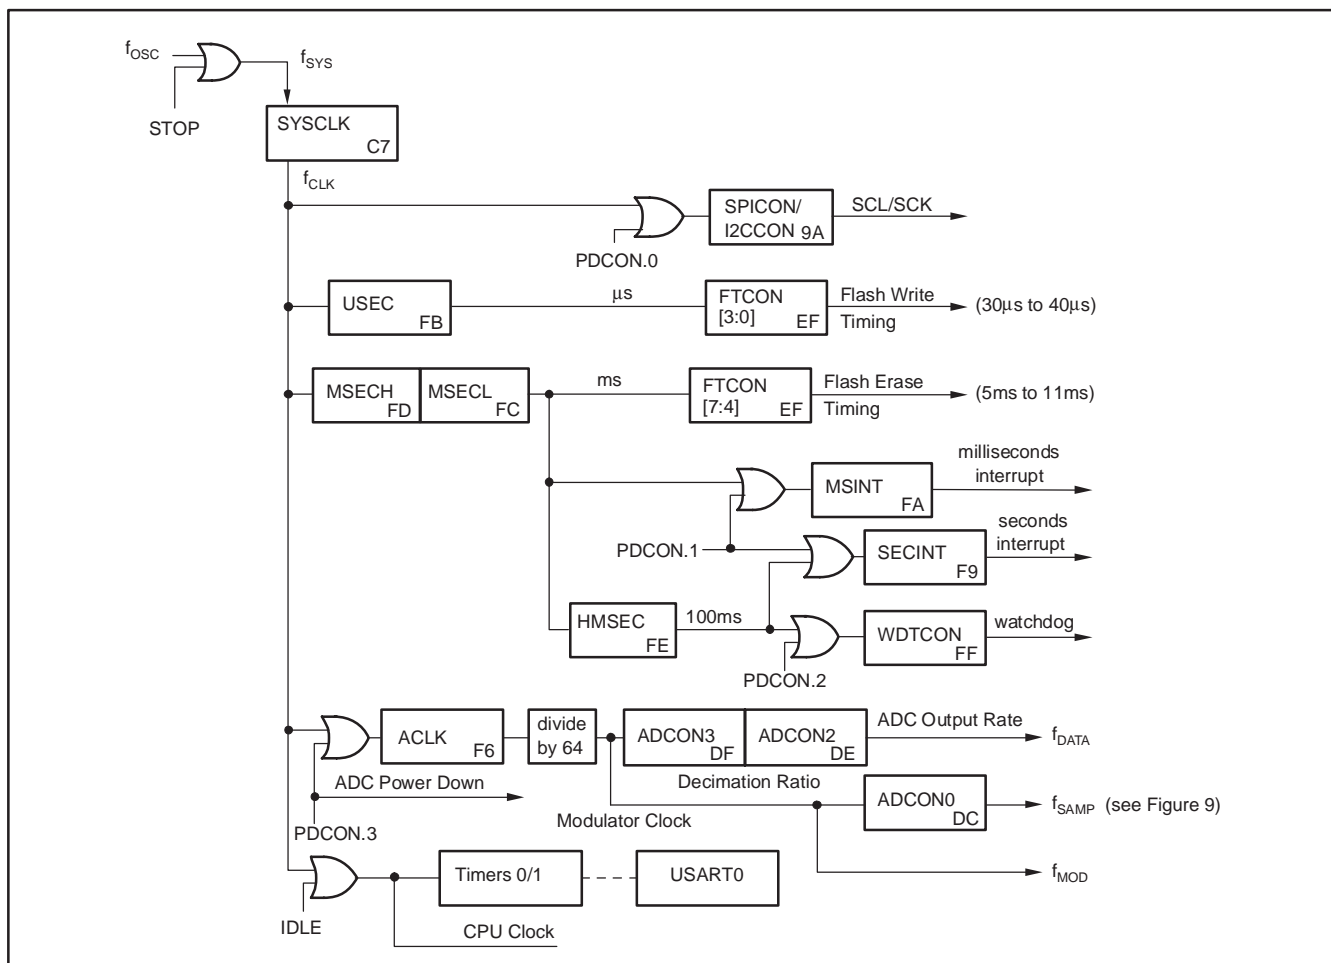 fOSC
fSYS
STOP
SYSCLK
C7
fCLK
SPICON/
I2CCON 9A
SCL/SCK
PDCON.0
USEC
FB
μs
FTCON
[3:0]
EF
Flash Write
Timing
(30μs to 40μs)
MSECH
FD
MSECL
FC
ms
FTCON
[7:4]
EF
Flash Erase
Timing
(5ms to 11ms)
milliseconds
interrupt
MSINT
FA
PDCON.1
seconds
interrupt
SECINT
F9
HMSEC
FE
100ms
WDTCON
FF
watchdog
PDCON.2
ACLK
F6
divide
by 64
ADCON3
DF
ADCON2
DE
ADC Output Rate
fDATA
ADC Power Down
Decimation Ratio
PDCON.3
Modulator Clock
ADCON0
DC
fSAMP (see Figure 9)
Timers 0/1
USART0
fMOD
IDLE
CPU Clock